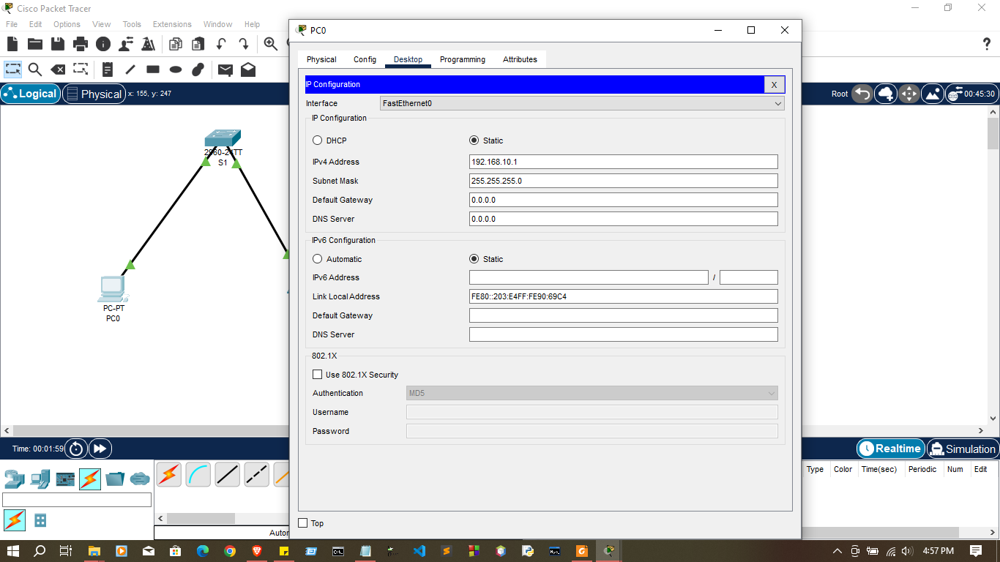 Cisco Packet Tracer
File Edit Options View Tools Extensions Window Help
Logical Physical x: 155, y: 247
Root 00:45:30
2960-24TT
S1
PC-PT
PC0
PC0
Physical Config Desktop Programming Attributes
IP Configuration X
Interface FastEthernet0
IP Configuration
DHCP Static
IPv4 Address 192.168.10.1
Subnet Mask 255.255.255.0
Default Gateway 0.0.0.0
DNS Server 0.0.0.0
IPv6 Configuration
Automatic Static
IPv6 Address /
Link Local Address FE80::203:E4FF:FE90:69C4
Default Gateway
DNS Server
802.1X
Use 802.1X Security
Authentication MD5
Username
Password
Top
Time: 00:01:59
Realtime Simulation
Type Color Time(sec) Periodic Num Edit
Autor
4:57 PM